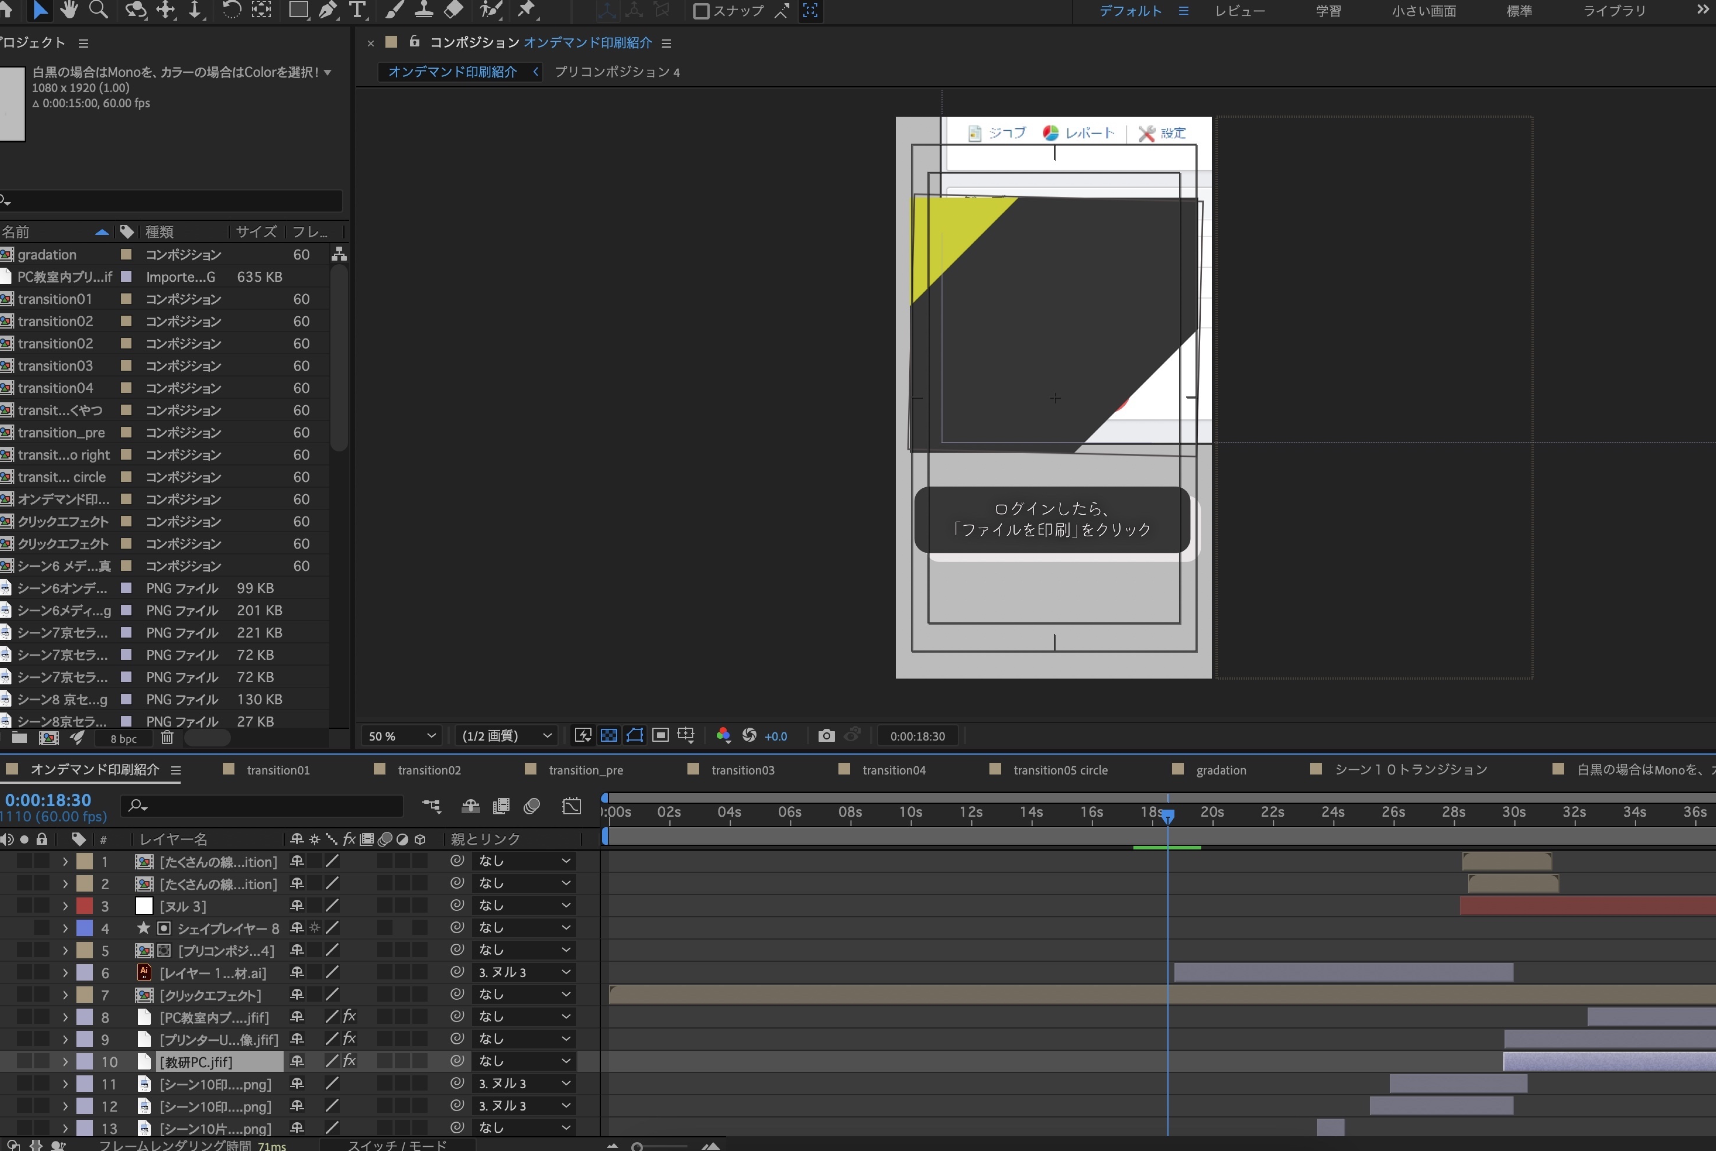 スナップ
デフォルト
レビュー
学習
小さい画面
標準
ライブラリ
プロジェクト
白黒の場合はMonoを、カラーの場合はColorを選択!
1080 x 1920 (1.00)
Δ 0:00:15:00, 60.00 fps
コンポジション オンデマンド印刷紹介
オンデマンド印刷紹介
プリコンポジション 4
ジョブ
レポート
設定
ログインしたら、
「ファイルを印刷」をクリック
名前 種類 サイズ フレ...
gradation コンポジション 60
PC教室内プリ...if Importe...G 635 KB
transition01 コンポジション 60
transition02 コンポジション 60
transition02 コンポジション 60
transition03 コンポジション 60
transition04 コンポジション 60
transit...くやつ コンポジション 60
transition_pre コンポジション 60
transit...o right コンポジション 60
transit... circle コンポジション 60
オンデマンド印... コンポジション 60
クリックエフェクト コンポジション 60
クリックエフェクト コンポジション 60
シーン6 メデ...真 コンポジション 60
シーン6オンデ... PNG ファイル 99 KB
シーン6メディ...g PNG ファイル 201 KB
シーン7京セラ... PNG ファイル 221 KB
シーン7京セラ... PNG ファイル 72 KB
シーン7京セラ... PNG ファイル 72 KB
シーン8 京セ...g PNG ファイル 130 KB
シーン8京セラ... PNG ファイル 27 KB
8 bpc
50 %
(1/2 画質)
+0.0
0:00:18:30
オンデマンド印刷紹介
transition01
transition02
transition_pre
transition03
transition04
transition05 circle
gradation
シーン１０トランジション
白黒の場合はMonoを、
0:00:18:30
1110 (60.00 fps)
:00s 02s 04s 06s 08s 10s 12s 14s 16s 18s 20s 22s 24s 26s 28s 30s 32s 34s 36s
# レイヤー名 fx 親とリンク
1 [たくさんの線...ition] なし
2 [たくさんの線...ition] なし
3 [ヌル 3] なし
4 シェイプレイヤー 8 なし
5 [プリコンポジ...4] なし
6 Ai [レイヤー 1...材.ai] 3. ヌル 3
7 [クリックエフェクト] なし
8 [PC教室内プ....jfif] fx なし
9 [プリンターU...像.jfif] fx なし
10 [教研PC.jfif] fx なし
11 [シーン10印....png] 3. ヌル 3
12 [シーン10印....png] 3. ヌル 3
13 [シーン10片....png] なし
フレームレンダリング時間 71ms
スイッチ / モード